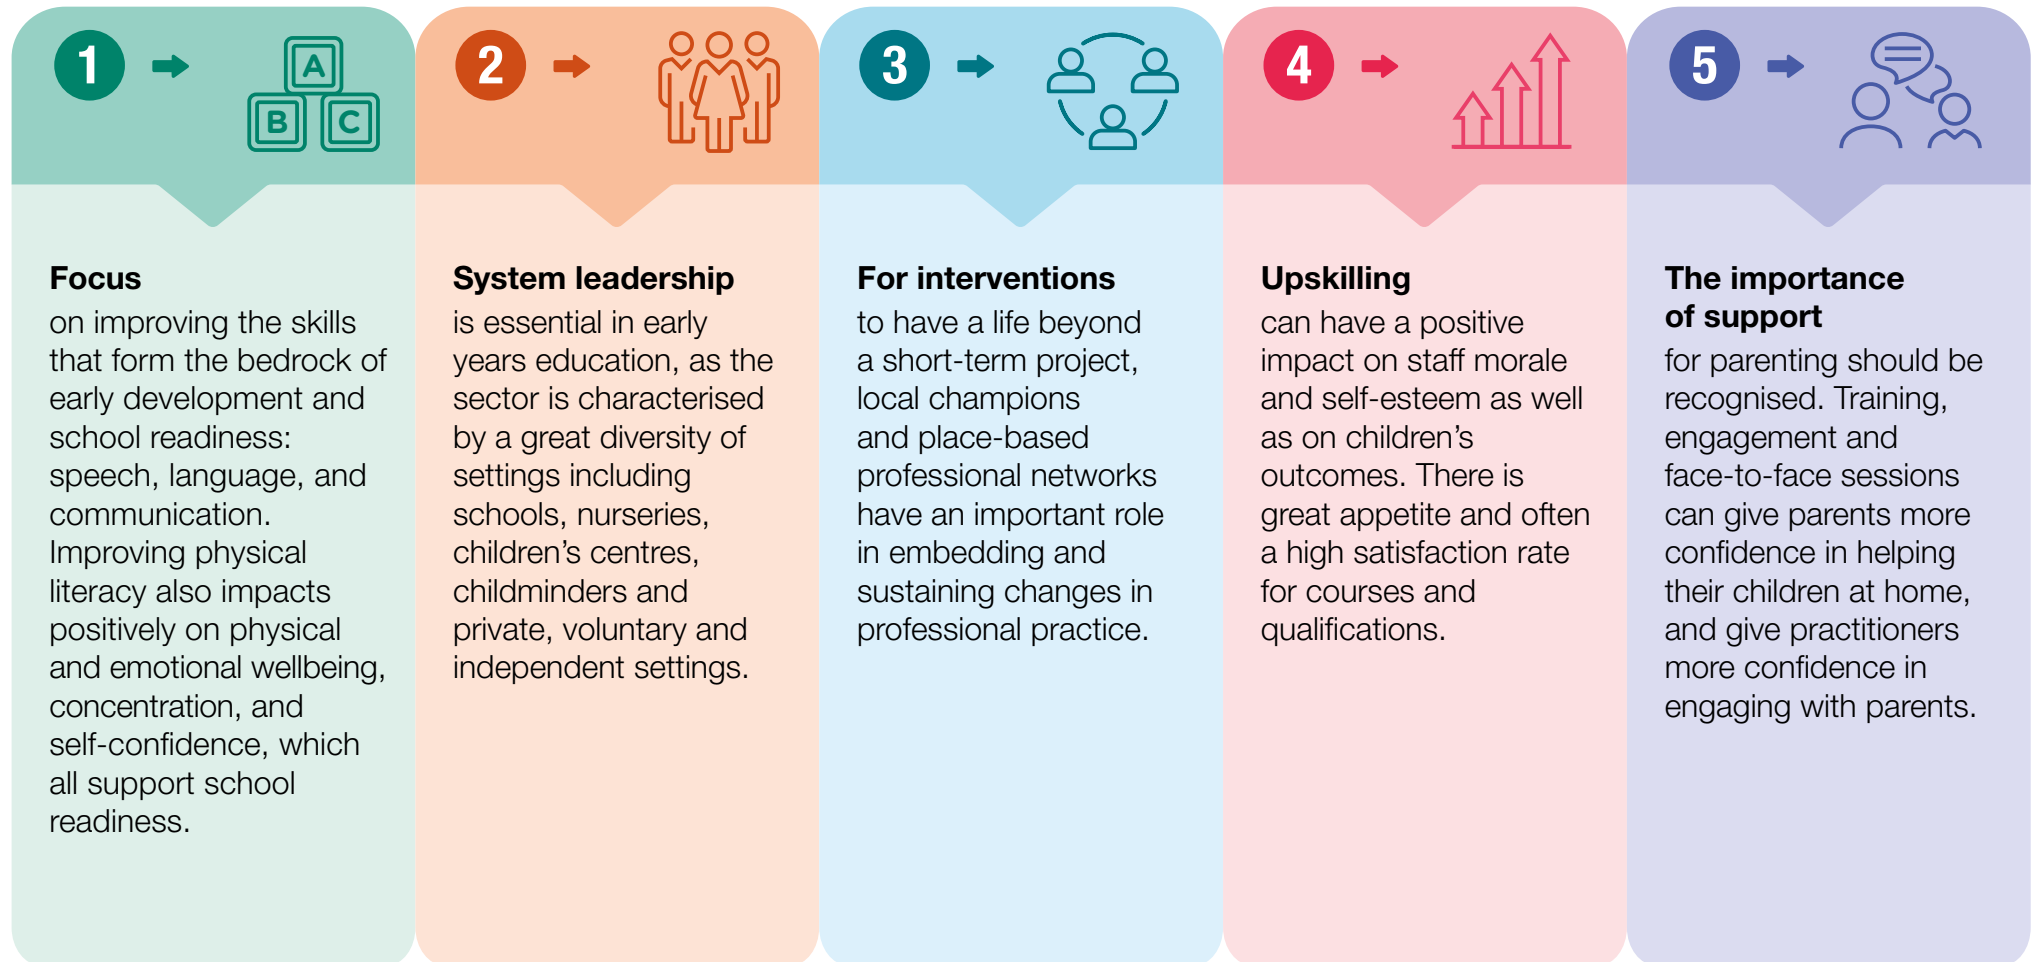 1
A
B
C
Focus
on improving the skills
that form the bedrock of
early development and
school readiness:
speech, language, and
communication.
Improving physical
literacy also impacts
positively on physical
and emotional wellbeing,
concentration, and
self-confidence, which
all support school
readiness.
2
System leadership
is essential in early
years education, as the
sector is characterised
by a great diversity of
settings including
schools, nurseries,
children’s centres,
childminders and
private, voluntary and
independent settings.
3
For interventions
to have a life beyond
a short-term project,
local champions
and place-based
professional networks
have an important role
in embedding and
sustaining changes in
professional practice.
4
Upskilling
can have a positive
impact on staff morale
and self-esteem as well
as on children’s
outcomes. There is
great appetite and often
a high satisfaction rate
for courses and
qualifications.
5
The importance
of support
for parenting should be
recognised. Training,
engagement and
face-to-face sessions
can give parents more
confidence in helping
their children at home,
and give practitioners
more confidence in
engaging with parents.